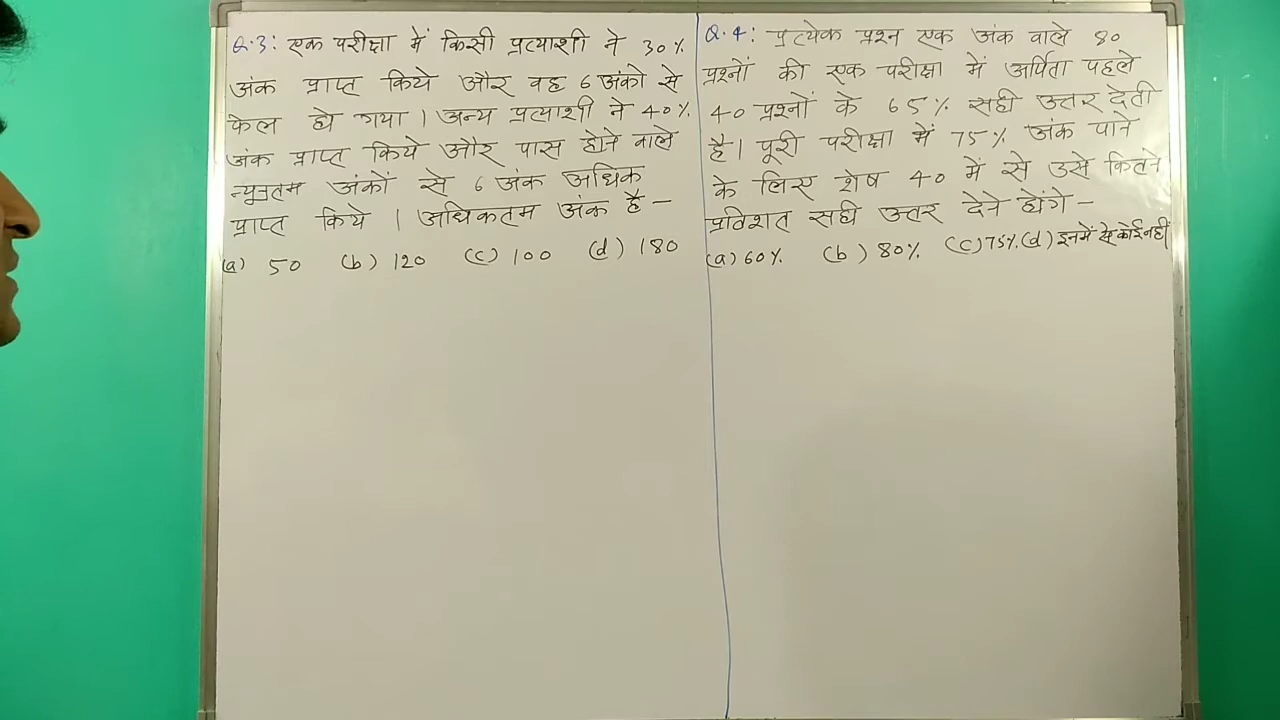 Q.3: एक परीक्षा में किसी प्रत्याशी ने 30%
अंक प्राप्त किये और वह 6 अंको से
फेल हो गया । अन्य प्रत्याशी ने 40%
अंक प्राप्त किये और पास होने वाले
न्यूनतम अंकों से 6 अंक अधिक
प्राप्त किये । अधिकतम अंक है –
(a) 50 (b) 120 (c) 100 (d) 180
Q.4: प्रत्येक प्रश्न एक अंक वाले 80
प्रश्नों की एक परीक्षा में अर्पिता पहले
40 प्रश्नों के 65% सही उत्तर देती
है। पूरी परीक्षा में 75% अंक पाने
के लिए शेष 40 में से उसे कितने
प्रतिशत सही उत्तर देने होंगे –
(a) 60% (b) 80% (c) 75% (d) इनमें से कोई नहीं